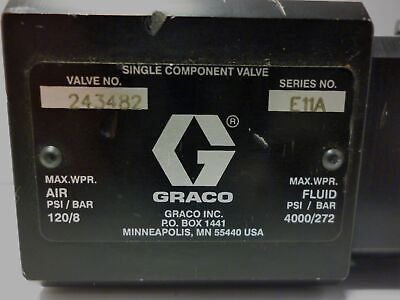 SINGLE COMPONENT VALVE
VALVE NO.
243482
SERIES NO.
E11A
®
GRACO
MAX.WPR.
AIR
PSI / BAR
120/8
GRACO INC.
P.O. BOX 1441
MINNEAPOLIS, MN 55440 USA
MAX.WPR.
FLUID
PSI / BAR
4000/272